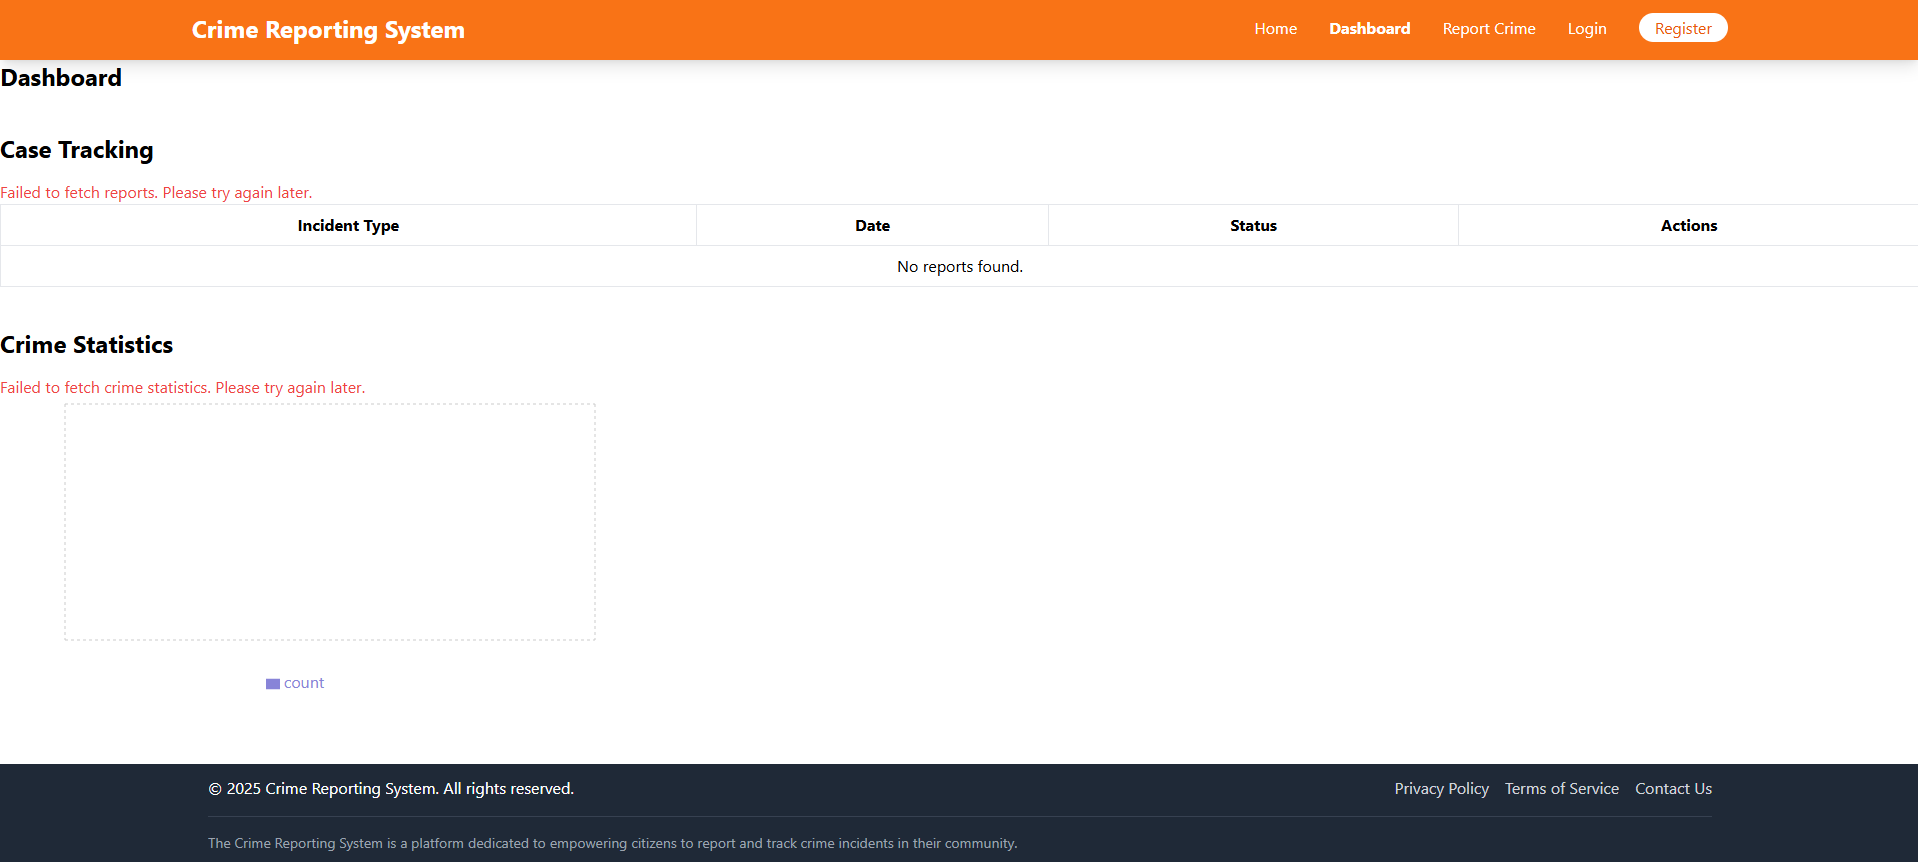 Crime Reporting System Home Dashboard Report Crime Login Register
Dashboard
Case Tracking
Failed to fetch reports. Please try again later.
Incident Type Date Status Actions
No reports found.
Crime Statistics
Failed to fetch crime statistics. Please try again later.
count
© 2025 Crime Reporting System. All rights reserved. Privacy Policy Terms of Service Contact Us
The Crime Reporting System is a platform dedicated to empowering citizens to report and track crime incidents in their community.